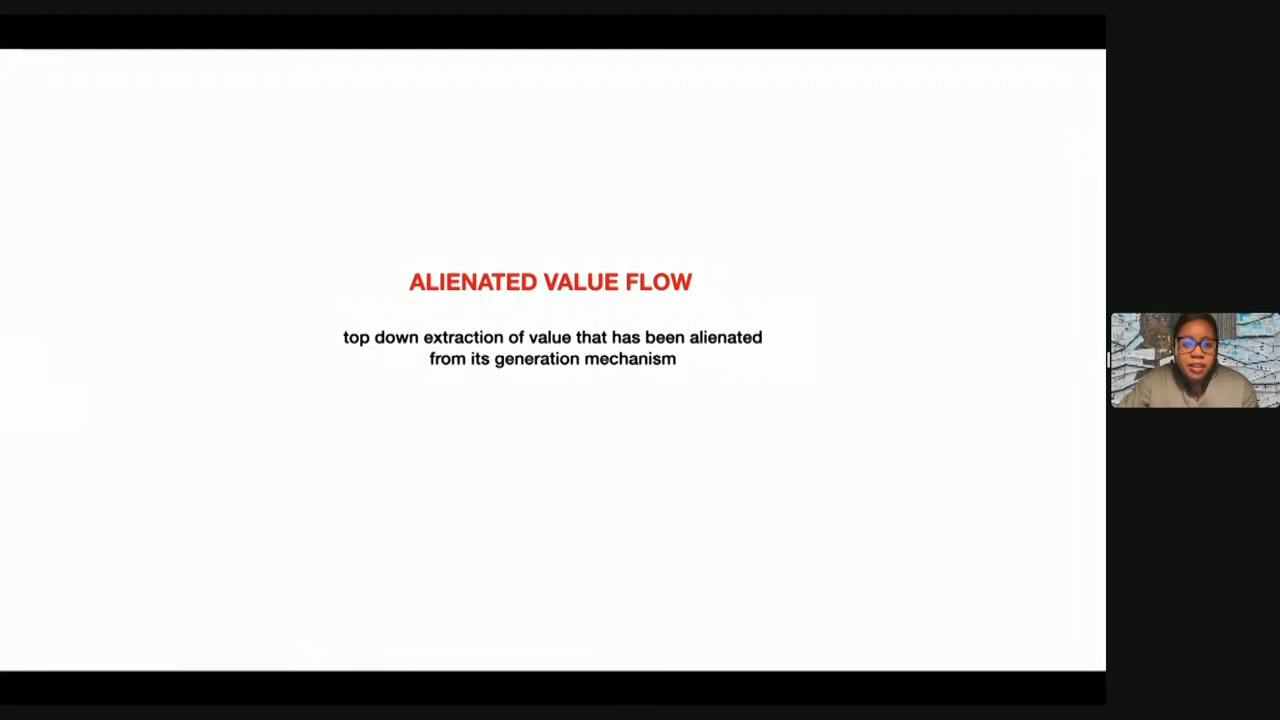 ALIENATED VALUE FLOW
top down extraction of value that has been alienated
from its generation mechanism